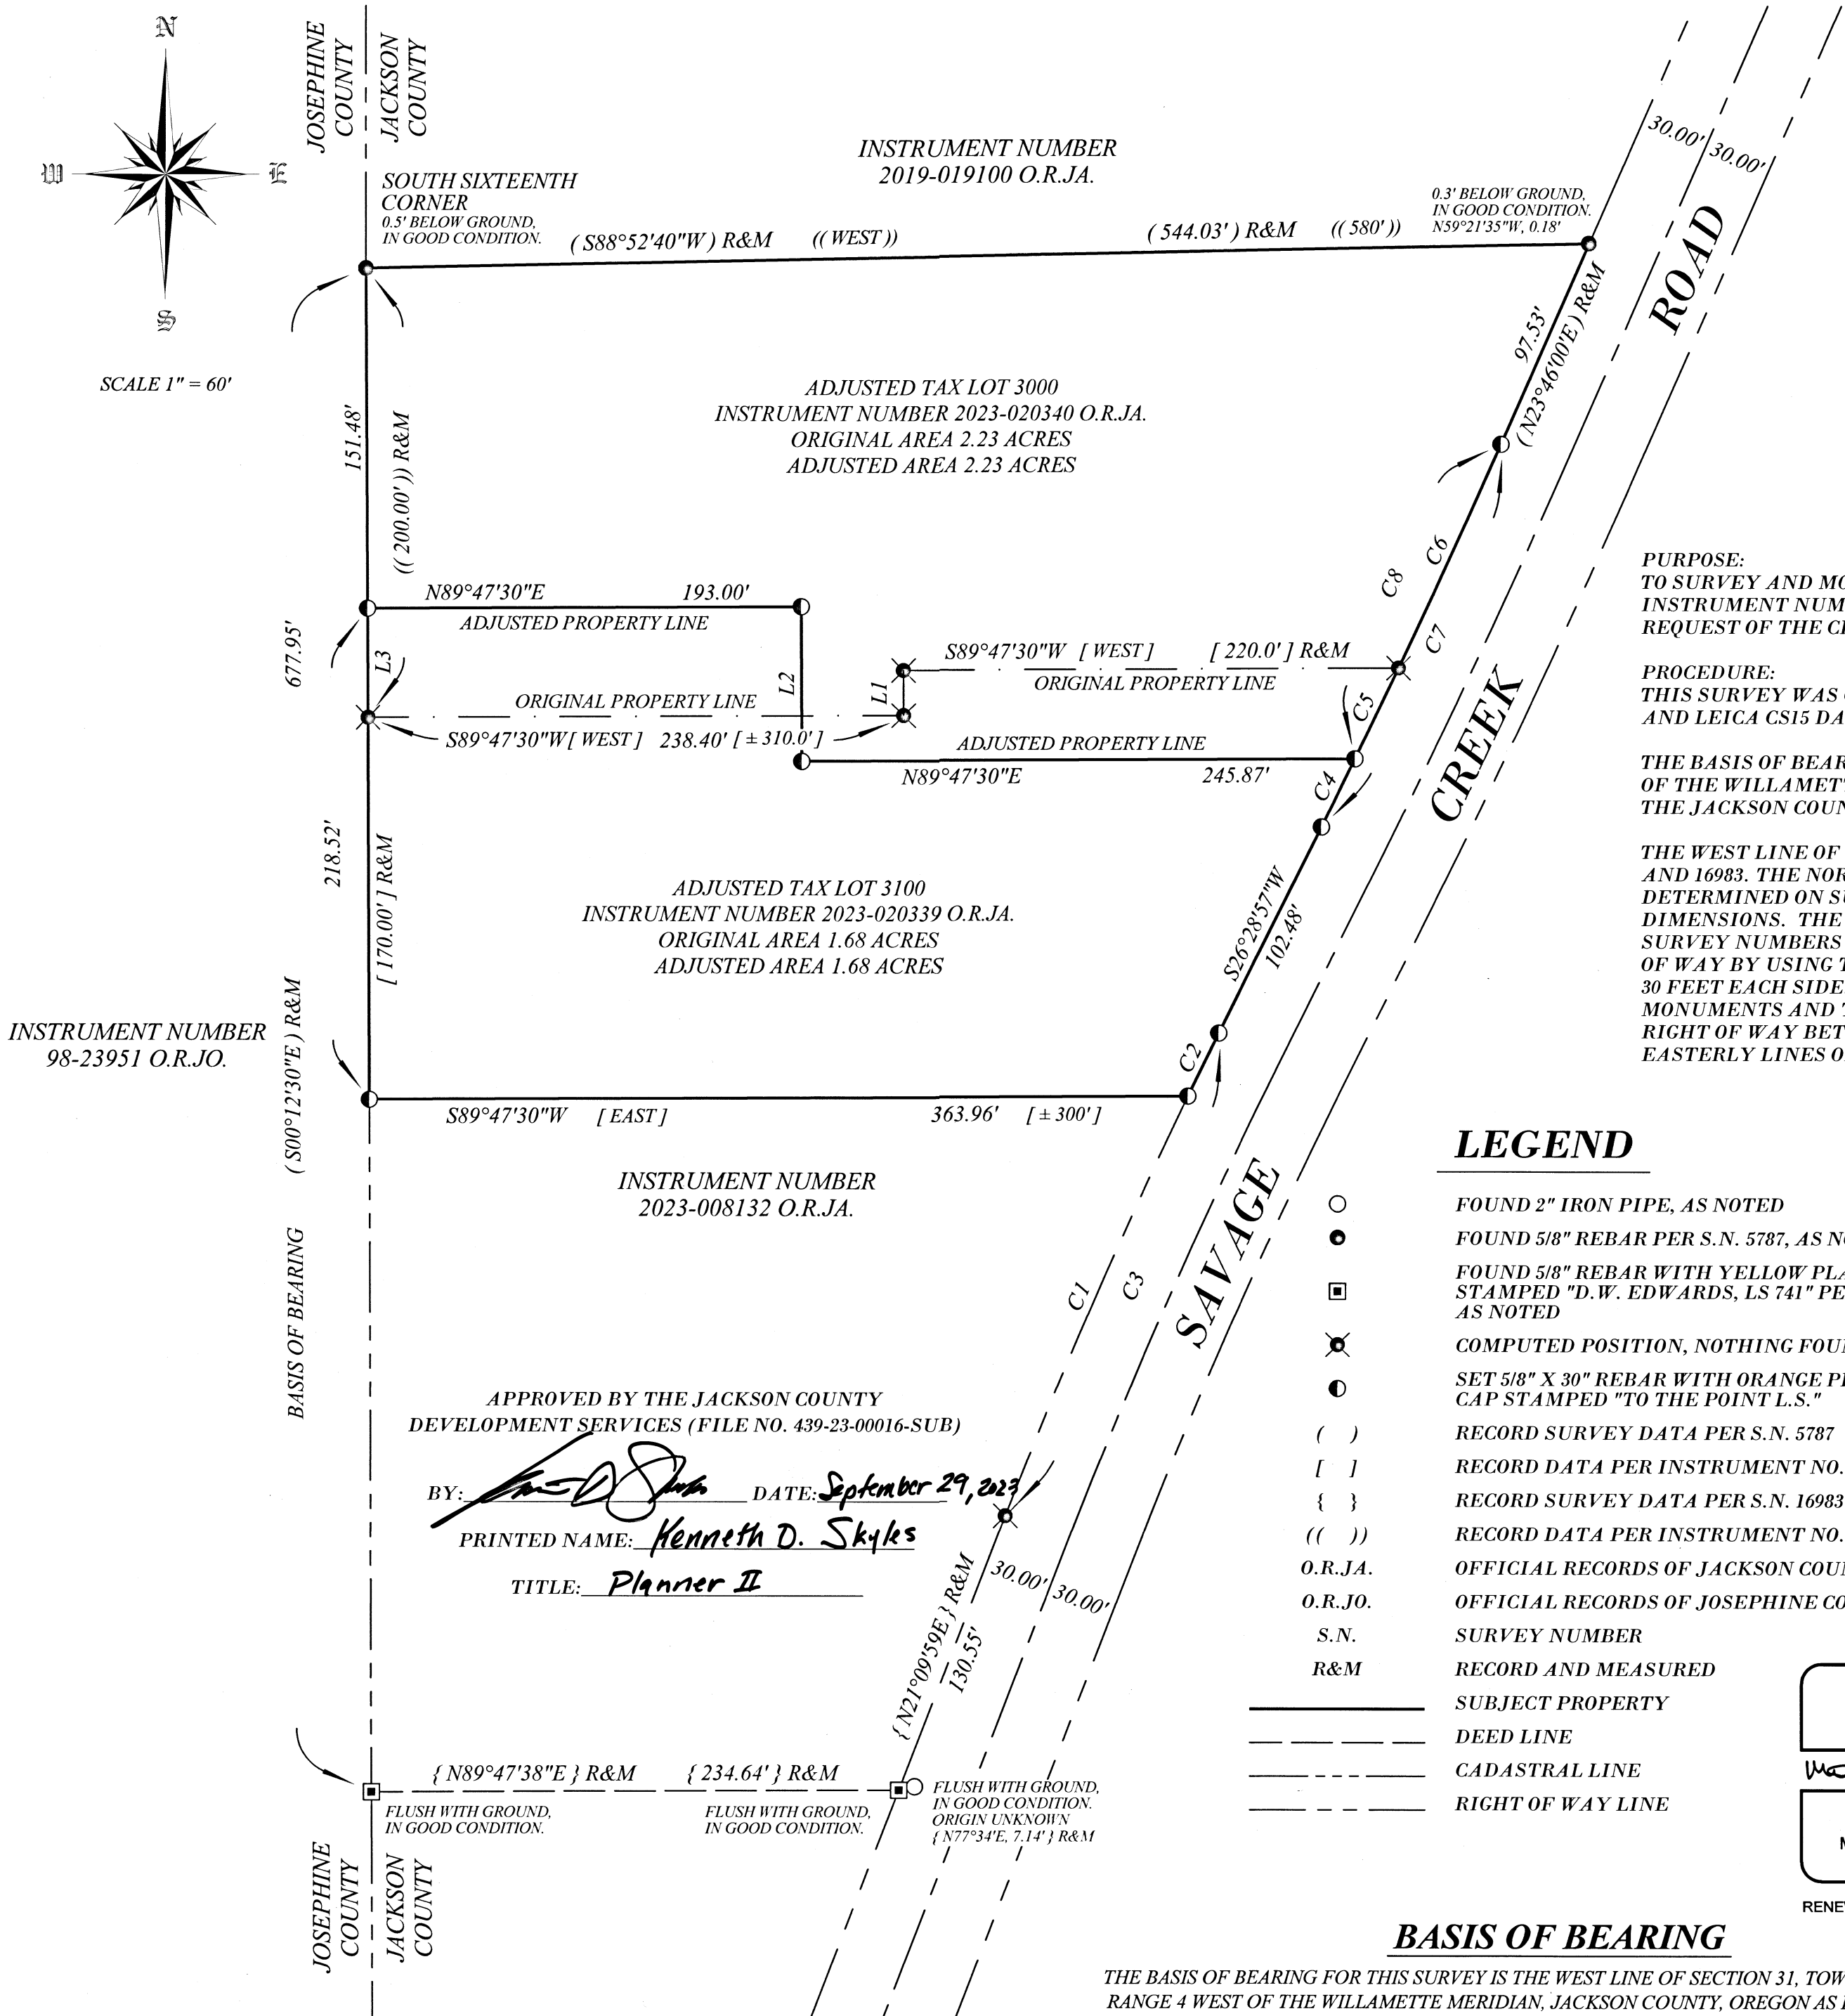 N
W
E
S
SCALE 1" = 60'
JOSEPHINE
COUNTY
JACKSON
COUNTY
INSTRUMENT NUMBER
2019-019100 O.R.JA.
SOUTH SIXTEENTH
CORNER
0.5' BELOW GROUND,
IN GOOD CONDITION.
( S88°52'40"W ) R&M (( WEST )) ( 544.03' ) R&M (( 580' ))
0.3' BELOW GROUND,
IN GOOD CONDITION.
N59°21'35"W, 0.18'
30.00' 30.00'
ROAD
97.53'
( N23°46'00"E ) R&M
151.48'
(( 200.00' )) R&M
ADJUSTED TAX LOT 3000
INSTRUMENT NUMBER 2023-020340 O.R.JA.
ORIGINAL AREA 2.23 ACRES
ADJUSTED AREA 2.23 ACRES
C6
C8
C7
C5
C4
N89°47'30"E 193.00'
ADJUSTED PROPERTY LINE
677.95'
L3
L2
L1
S89°47'30"W [ WEST ] [ 220.0' ] R&M
ORIGINAL PROPERTY LINE
ORIGINAL PROPERTY LINE
S89°47'30"W [ WEST ] 238.40' [ ± 310.0' ]
ADJUSTED PROPERTY LINE
N89°47'30"E 245.87'
CREEK
218.52'
[ 170.00' ] R&M
ADJUSTED TAX LOT 3100
INSTRUMENT NUMBER 2023-020339 O.R.JA.
ORIGINAL AREA 1.68 ACRES
ADJUSTED AREA 1.68 ACRES
S26°28'57"W
102.48'
C2
INSTRUMENT NUMBER
98-23951 O.R.JO.
BASIS OF BEARING ( S00°12'30"E ) R&M
S89°47'30"W [ EAST ] 363.96' [ ± 300' ]
INSTRUMENT NUMBER
2023-008132 O.R.JA.
SAVAGE
C1
C3
APPROVED BY THE JACKSON COUNTY
DEVELOPMENT SERVICES (FILE NO. 439-23-00016-SUB)
BY: DATE: September 29, 2023
PRINTED NAME: Kenneth D. Skyles
TITLE: Planner II
30.00' 30.00'
{ N21°09'59E } R&M
130.55'
{ N89°47'38"E } R&M { 234.64' } R&M
FLUSH WITH GROUND,
IN GOOD CONDITION.
FLUSH WITH GROUND,
IN GOOD CONDITION.
FLUSH WITH GROUND,
IN GOOD CONDITION.
ORIGIN UNKNOWN
{ N77°34'E, 7.14' } R&M
JOSEPHINE
COUNTY
JACKSON
COUNTY
PURPOSE:
TO SURVEY AND MO
INSTRUMENT NUM
REQUEST OF THE CL
PROCEDURE:
THIS SURVEY WAS
AND LEICA CS15 DA
THE BASIS OF BEAR
OF THE WILLAMET
THE JACKSON COUN
THE WEST LINE OF
AND 16983. THE NOR
DETERMINED ON SU
DIMENSIONS. THE
SURVEY NUMBERS
OF WAY BY USING T
30 FEET EACH SIDE
MONUMENTS AND
RIGHT OF WAY BET
EASTERLY LINES O
LEGEND
FOUND 2" IRON PIPE, AS NOTED
FOUND 5/8" REBAR PER S.N. 5787, AS N
FOUND 5/8" REBAR WITH YELLOW PLA
STAMPED "D.W. EDWARDS, LS 741" PE
AS NOTED
COMPUTED POSITION, NOTHING FOU
SET 5/8" X 30" REBAR WITH ORANGE PL
CAP STAMPED "TO THE POINT L.S."
( ) RECORD SURVEY DATA PER S.N. 5787
[ ] RECORD DATA PER INSTRUMENT NO.
{ } RECORD SURVEY DATA PER S.N. 16983
(( )) RECORD DATA PER INSTRUMENT NO.
O.R.JA. OFFICIAL RECORDS OF JACKSON COU
O.R.JO. OFFICIAL RECORDS OF JOSEPHINE CO
S.N. SURVEY NUMBER
R&M RECORD AND MEASURED
SUBJECT PROPERTY
DEED LINE
CADASTRAL LINE
RIGHT OF WAY LINE
RENE
BASIS OF BEARING
THE BASIS OF BEARING FOR THIS SURVEY IS THE WEST LINE OF SECTION 31, TOW
RANGE 4 WEST OF THE WILLAMETTE MERIDIAN, JACKSON COUNTY, OREGON AS